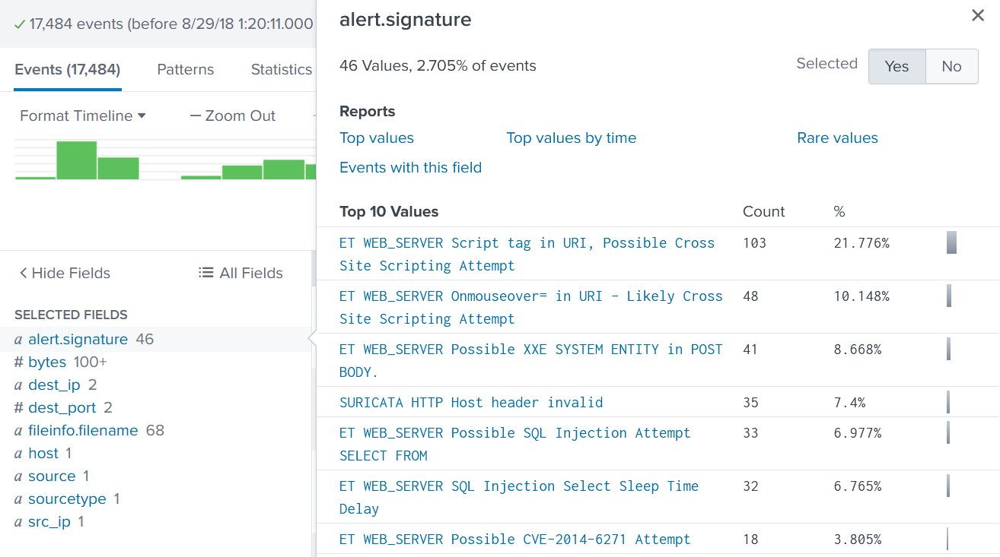 17,484 events (before 8/29/18 1:20:11.000
Events (17,484)
Patterns
Statistics
Format Timeline
— Zoom Out
Hide Fields
All Fields
SELECTED FIELDS
a alert.signature 46
# bytes 100+
a dest_ip 2
# dest_port 2
a fileinfo.filename 68
a host 1
a source 1
a sourcetype 1
a src_ip 1
alert.signature
46 Values, 2.705% of events
Selected
Yes
No
Reports
Top values
Top values by time
Rare values
Events with this field
Top 10 Values Count %
ET WEB_SERVER Script tag in URI, Possible Cross 103 21.776%
Site Scripting Attempt
ET WEB_SERVER Onmouseover= in URI - Likely Cross 48 10.148%
Site Scripting Attempt
ET WEB_SERVER Possible XXE SYSTEM ENTITY in POST 41 8.668%
BODY.
SURICATA HTTP Host header invalid 35 7.4%
ET WEB_SERVER Possible SQL Injection Attempt 33 6.977%
SELECT FROM
ET WEB_SERVER SQL Injection Select Sleep Time 32 6.765%
Delay
ET WEB_SERVER Possible CVE-2014-6271 Attempt 18 3.805%